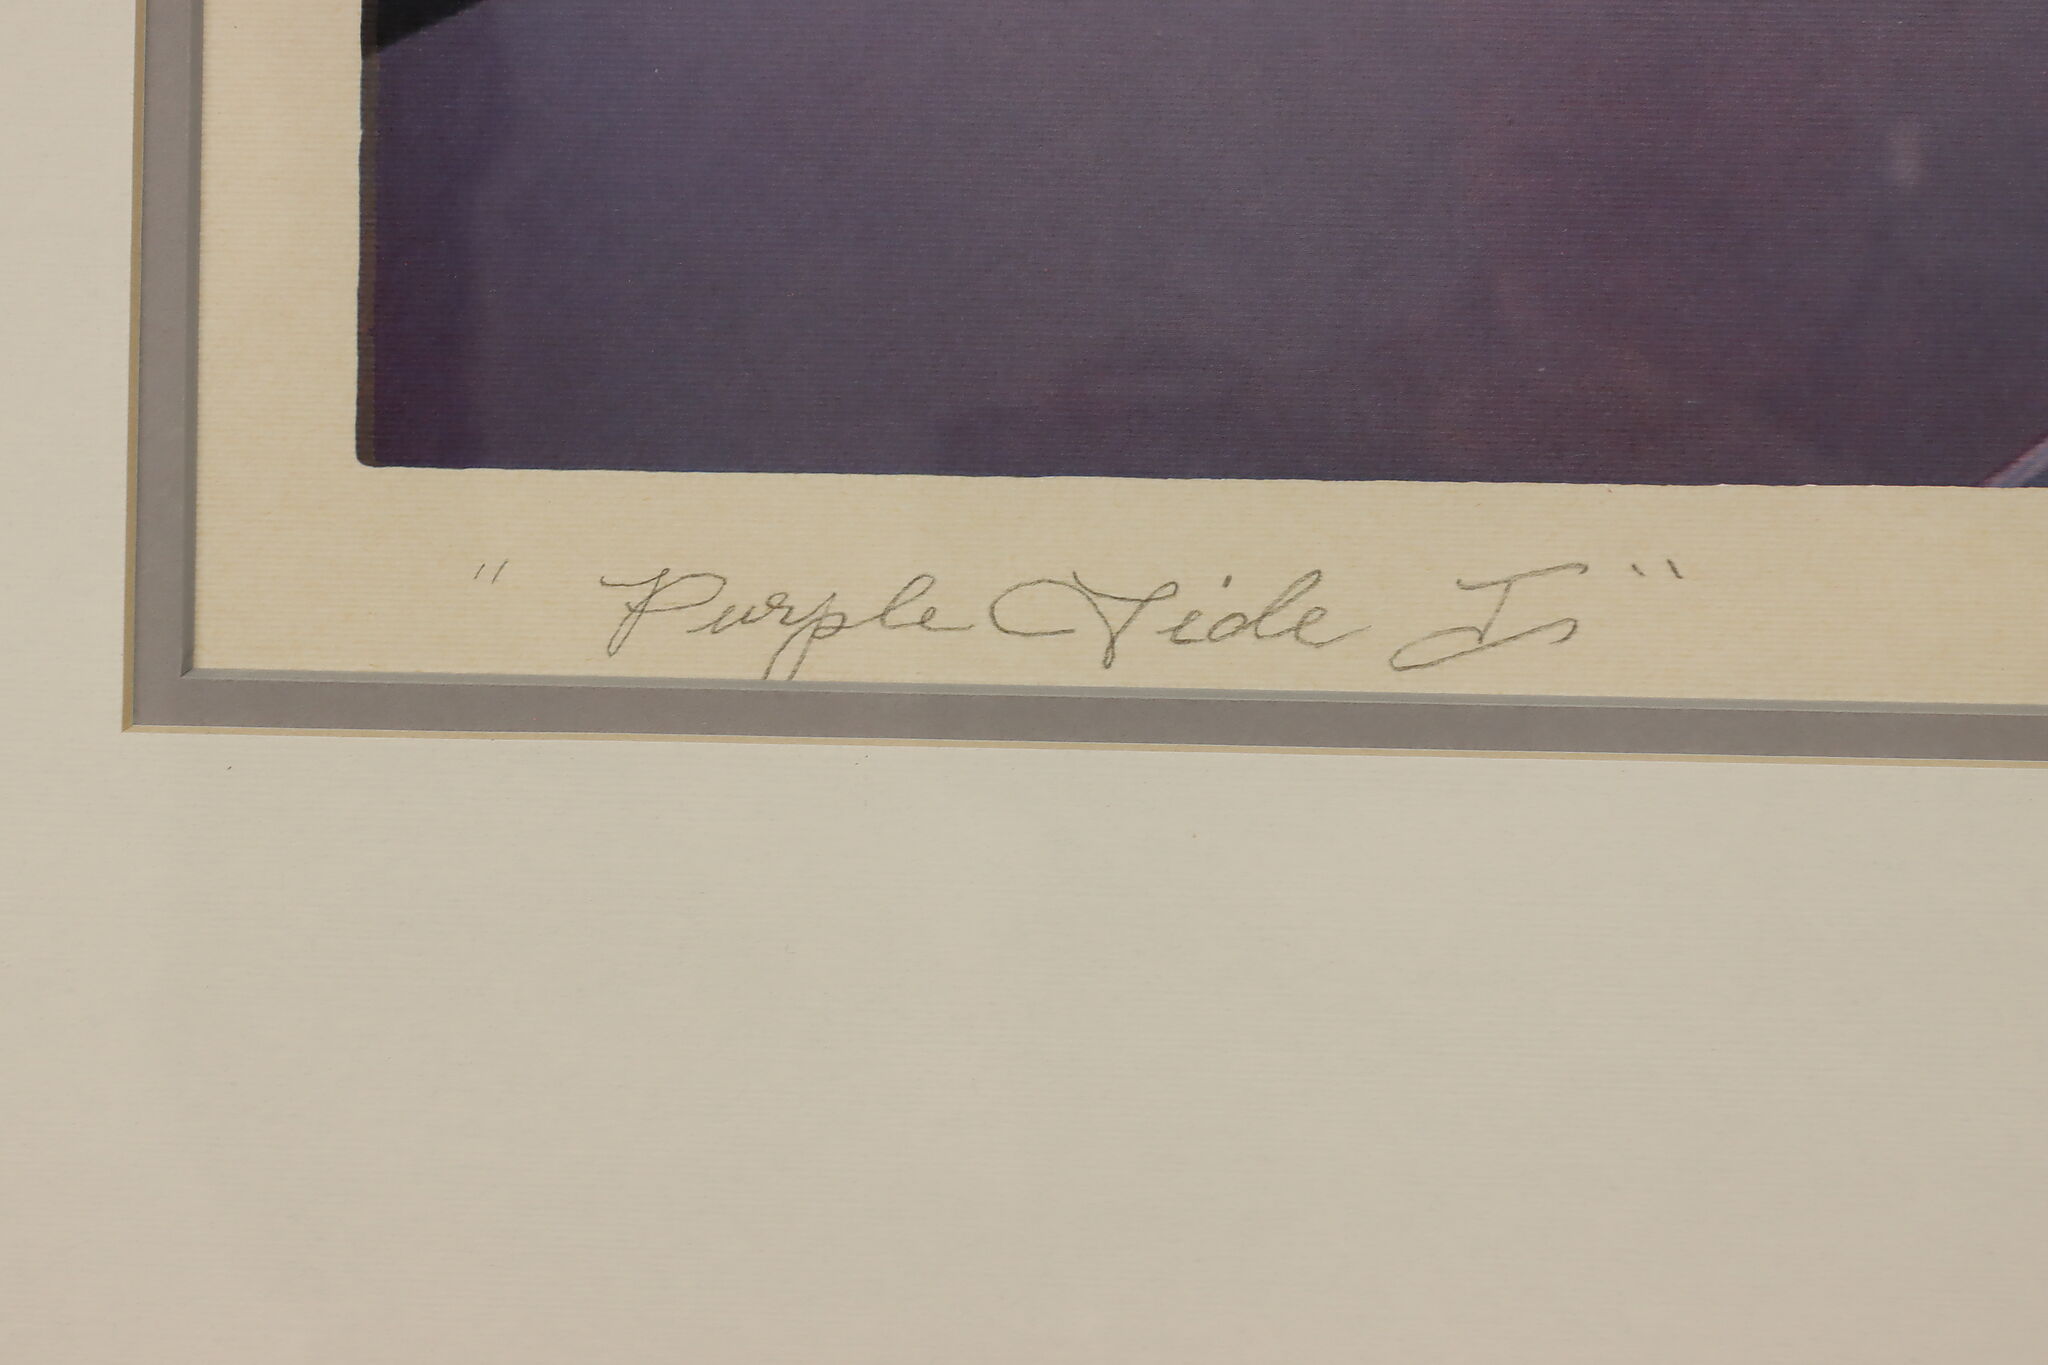 " Purple Tide I "